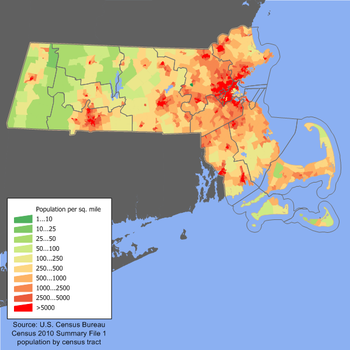 Population per sq. mile
1...10
10...25
25...50
50...100
100...250
250...500
500...1000
1000...2500
2500...5000
>5000
Source: U.S. Census Bureau
Census 2010 Summary File 1
population by census tract